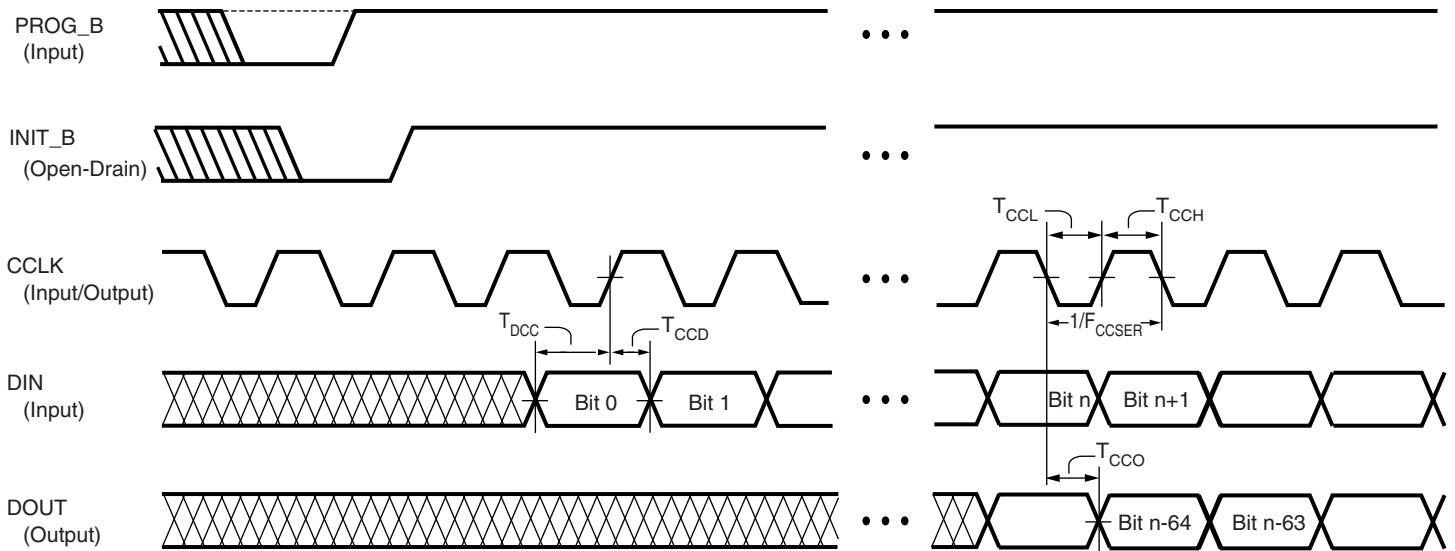 PROG_B
(Input)
INIT_B
(Open-Drain)
T_CCL
T_CCH
CCLK
(Input/Output)
1/F_CCSER
T_DCC
T_CCD
DIN
(Input)
Bit 0
Bit 1
Bit n
Bit n+1
T_CCO
DOUT
(Output)
Bit n-64
Bit n-63